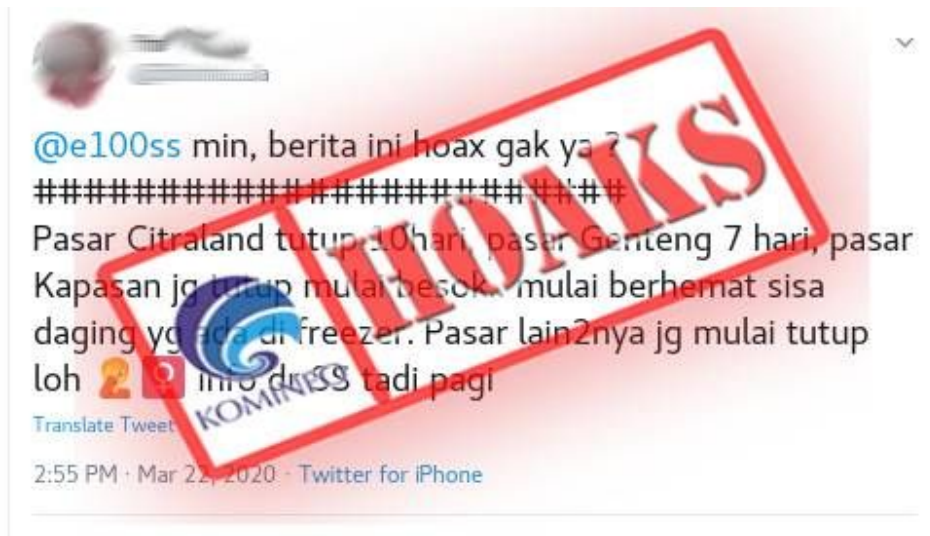 @e100ss min, berita ini hoax gak ya ?
########################
Pasar Citraland tutup 10hari, pasar Genteng 7 hari, pasar
Kapasan jg tutup mulai besok.. mulai berhemat sisa
daging yg ada di freezer. Pasar lain2nya jg mulai tutup
loh info dr SS tadi pagi
Translate Tweet
2:55 PM · Mar 22, 2020 · Twitter for iPhone
HOAKS
KOMINFO